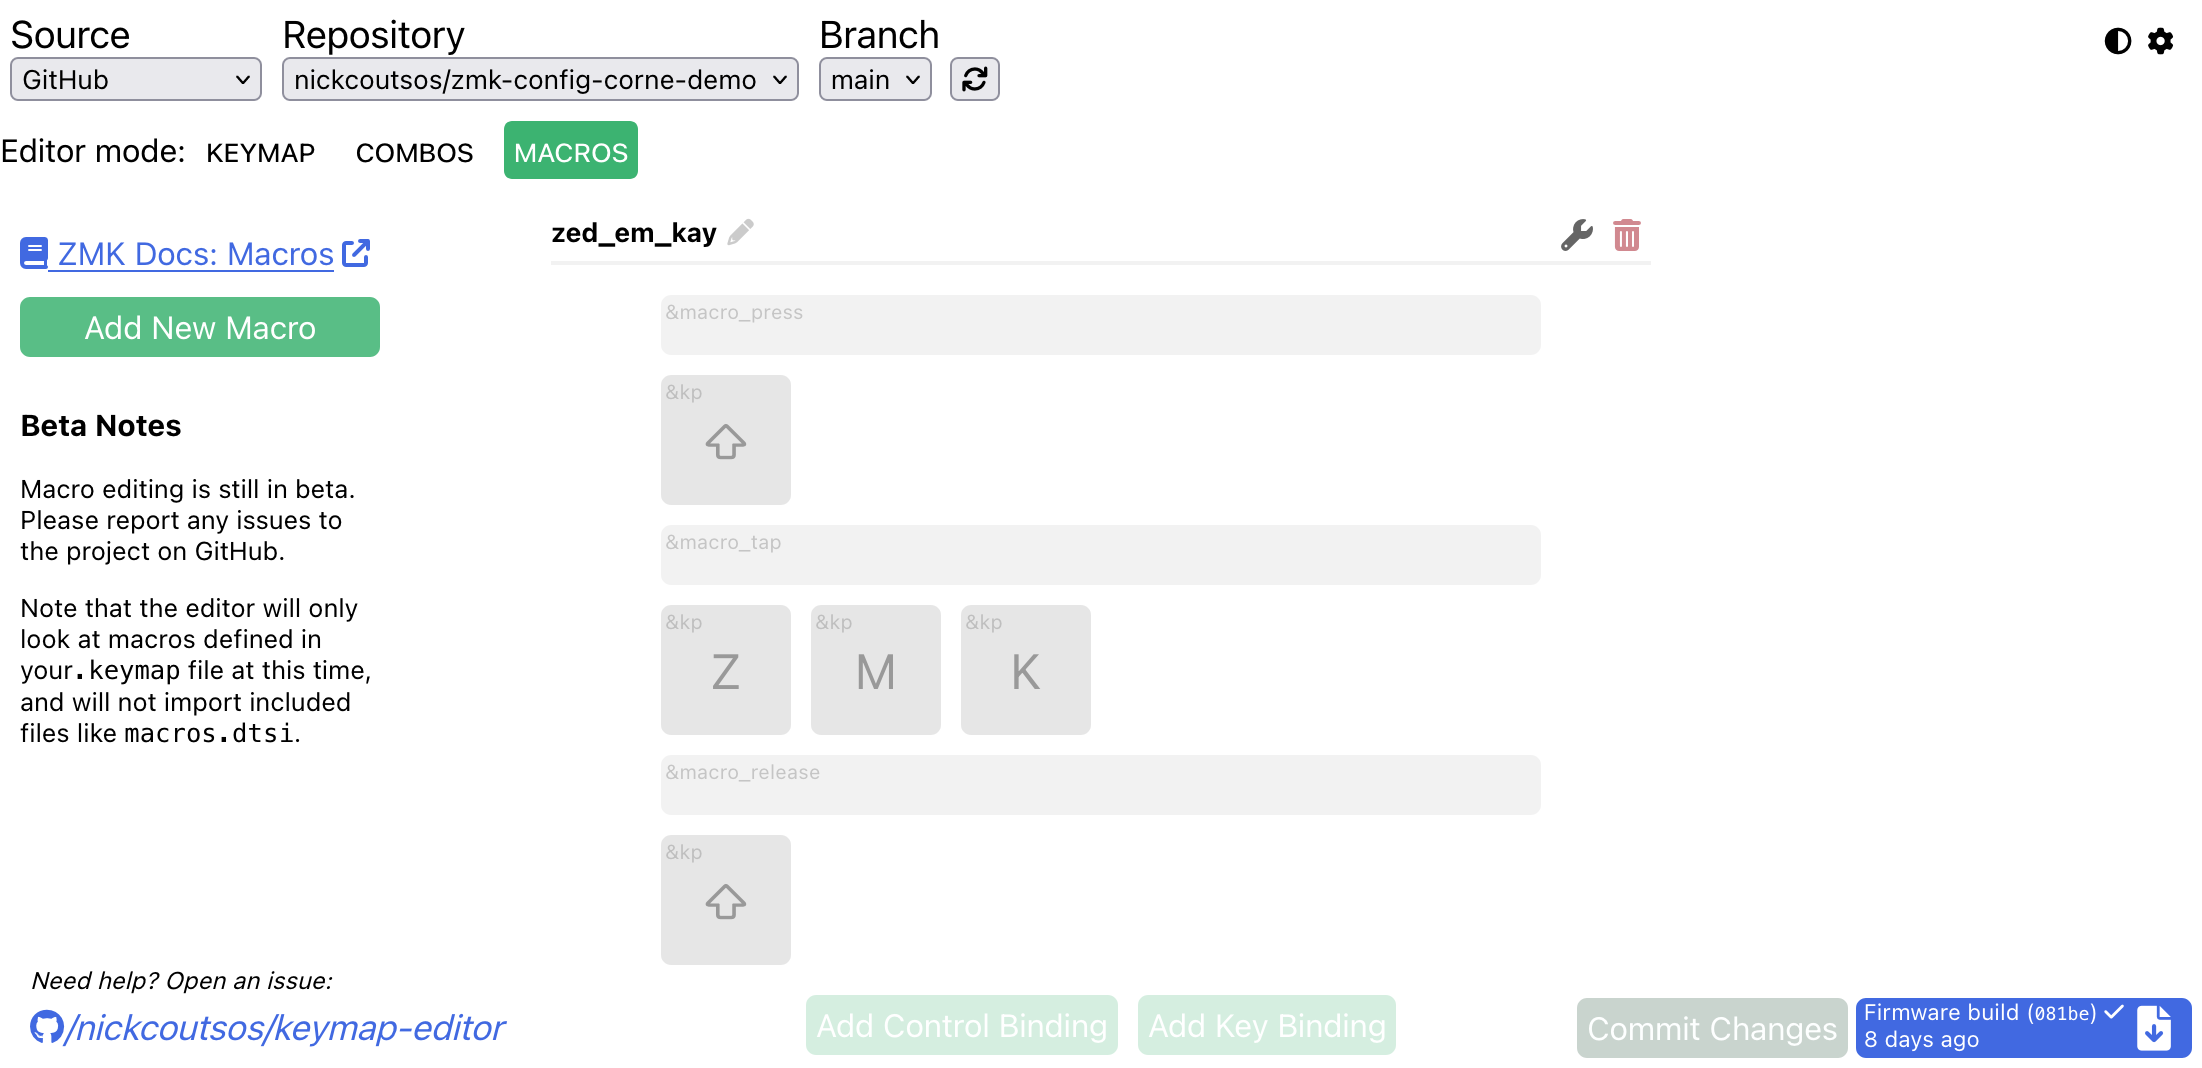 Source Repository Branch
GitHub nickcoutsos/zmk-config-corne-demo main
Editor mode: KEYMAP COMBOS MACROS
ZMK Docs: Macros
Add New Macro
Beta Notes
Macro editing is still in beta.
Please report any issues to
the project on GitHub.
Note that the editor will only
look at macros defined in
your.keymap file at this time,
and will not import included
files like macros.dtsi.
Need help? Open an issue:
/nickcoutsos/keymap-editor
zed_em_kay
&macro_press
&kp
&macro_tap
&kp &kp &kp
Z M K
&macro_release
&kp
Add Control Binding Add Key Binding
Commit Changes
Firmware build (081be)
8 days ago